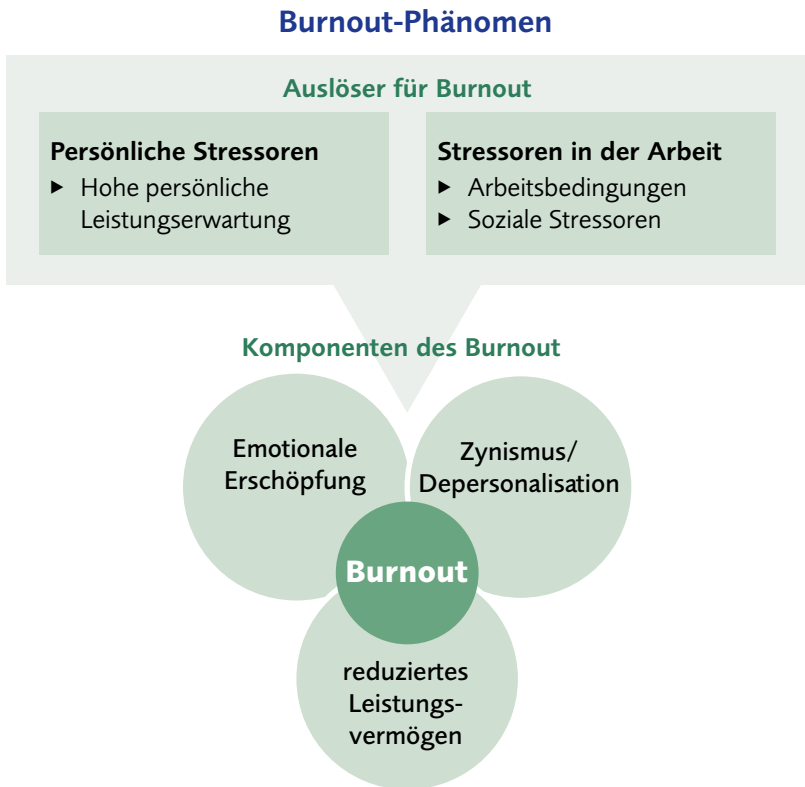 Burnout-Phänomen
Auslöser für Burnout
Persönliche Stressoren
▶ Hohe persönliche
Leistungserwartung
Stressoren in der Arbeit
▶ Arbeitsbedingungen
▶ Soziale Stressoren
Komponenten des Burnout
Emotionale
Erschöpfung
Zynismus/
Depersonalisation
Burnout
reduziertes
Leistungs-
vermögen